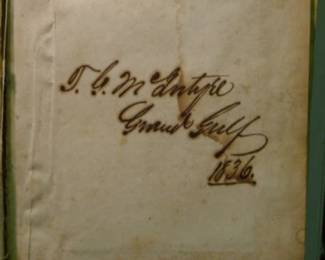 T. G. McIntyre
Grand Gulf
1836.